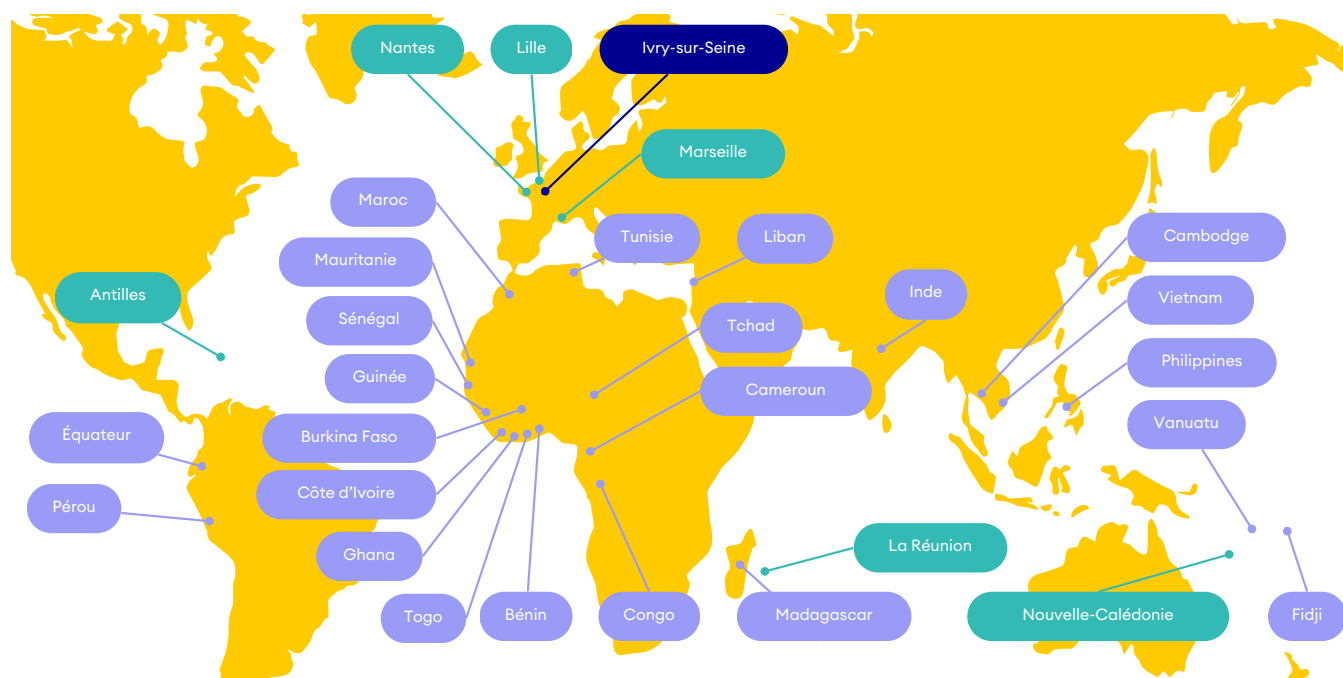 Nantes
Lille
Ivry-sur-Seine
Marseille
Maroc
Tunisie
Liban
Cambodge
Mauritanie
Antilles
Inde
Vietnam
Sénégal
Tchad
Philippines
Guinée
Cameroun
Vanuatu
Équateur
Burkina Faso
Côte d’Ivoire
Pérou
Ghana
La Réunion
Togo
Bénin
Congo
Madagascar
Nouvelle-Calédonie
Fidji